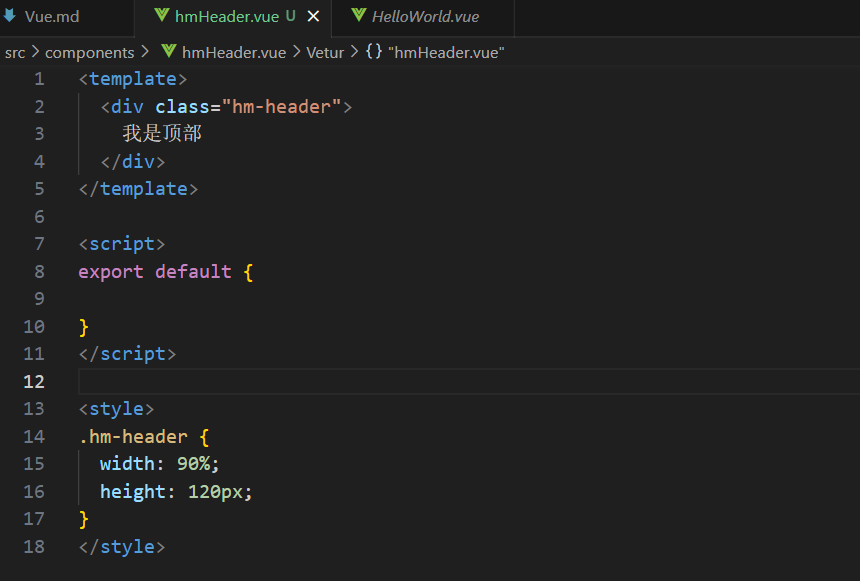 Vue.md hmHeader.vue U HelloWorld.vue
src > components > hmHeader.vue > Vetur > {} "hmHeader.vue"
1 <template>
2   <div class="hm-header">
3     我是顶部
4   </div>
5 </template>
6
7 <script>
8 export default {
9
10 }
11 </script>
12
13 <style>
14 .hm-header {
15   width: 90%;
16   height: 120px;
17 }
18 </style>